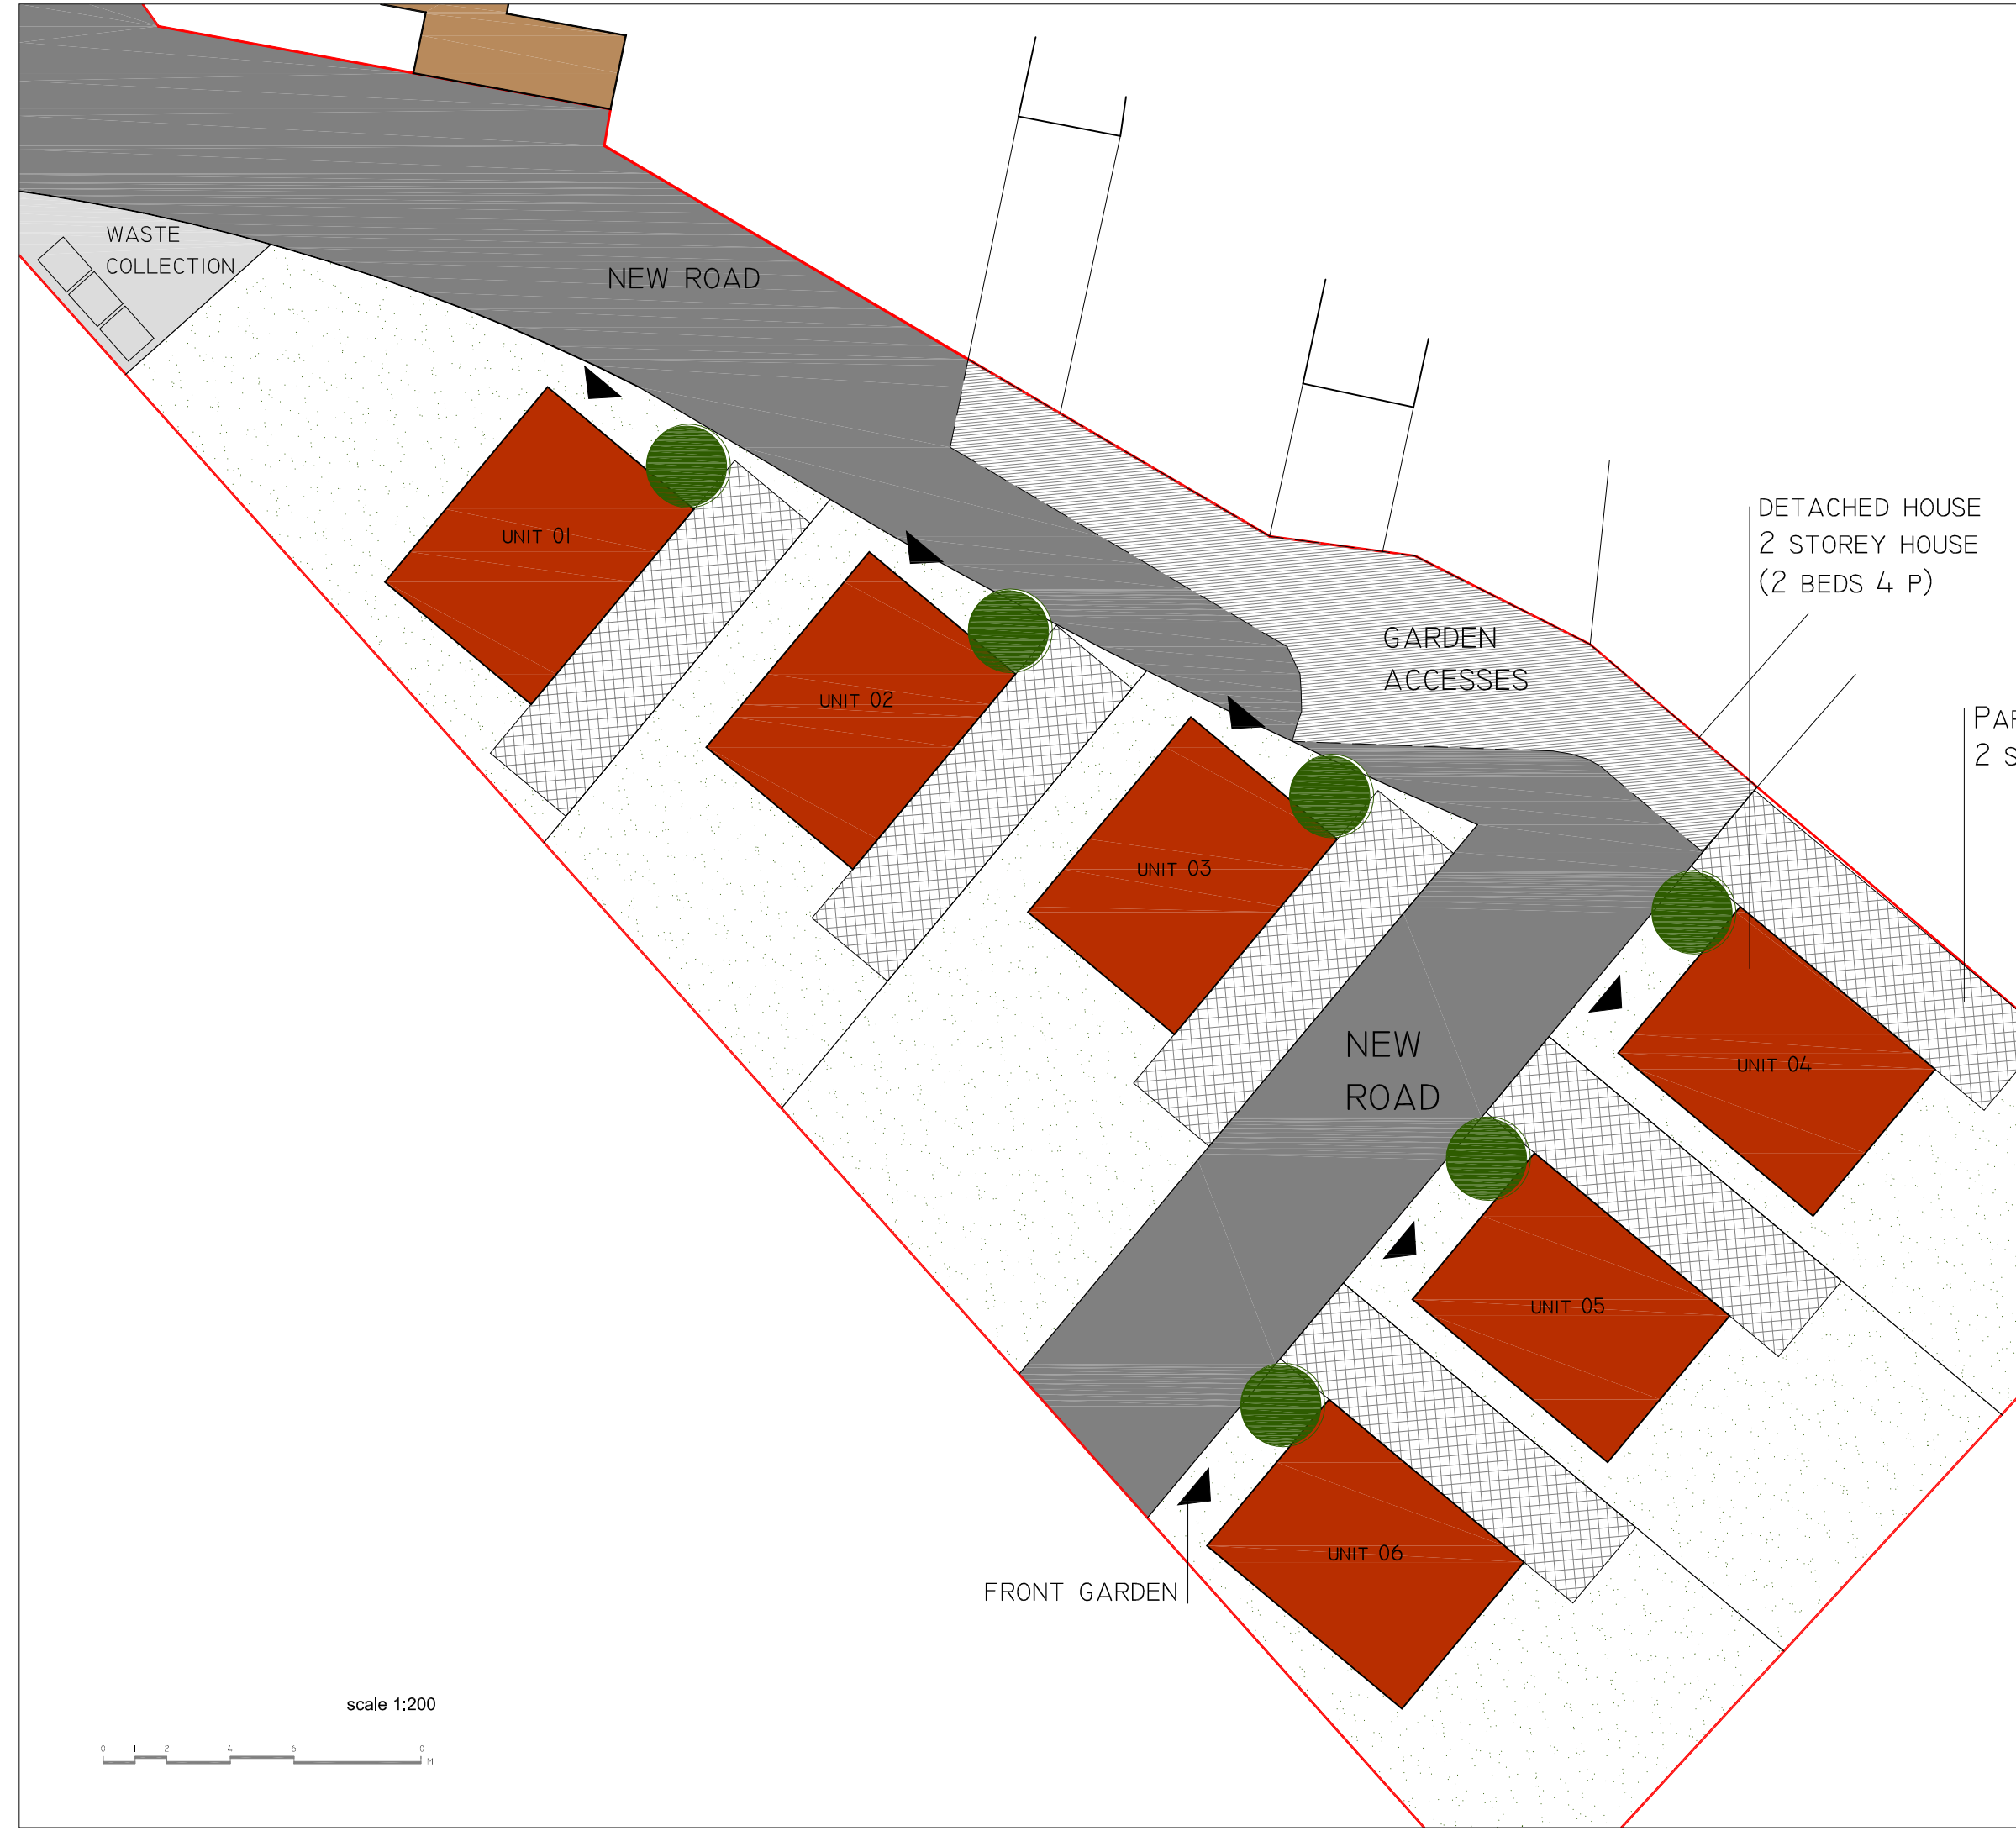 WASTE
COLLECTION
NEW ROAD
DETACHED HOUSE
2 STOREY HOUSE
(2 BEDS 4 P)
UNIT 01
GARDEN
ACCESSES
UNIT 02
2 S
UNIT 03
NEW
ROAD
UNIT 04
UNIT 05
UNIT 06
FRONT GARDEN
scale 1:200
0 1 2 4 6 10
M